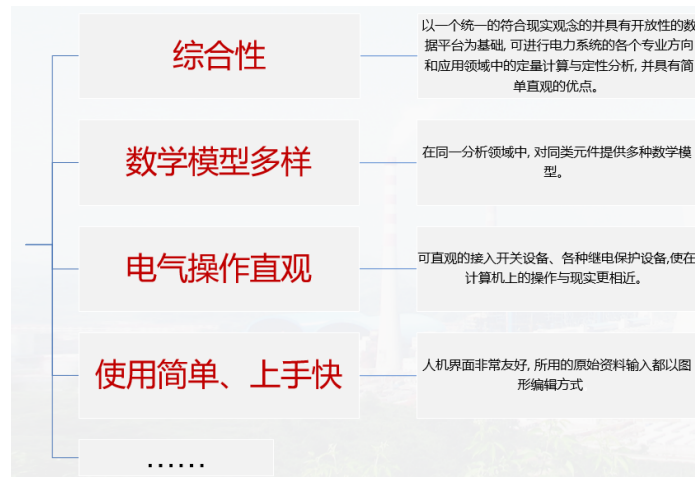 综合性
以一个统一的符合现实观念的并具有开放性的数
据平台为基础, 可进行电力系统的各个专业方向
和应用领域中的定量计算与定性分析, 并具有简
单直观的优点。
数学模型多样
在同一分析领域中, 对同类元件提供多种数学模
型。
电气操作直观
可直观的接入开关设备、各种继电保护设备,使在
计算机上的操作与现实更相近。
使用简单、上手快
人机界面非常友好, 所用的原始资料输入都以图
形编辑方式
……